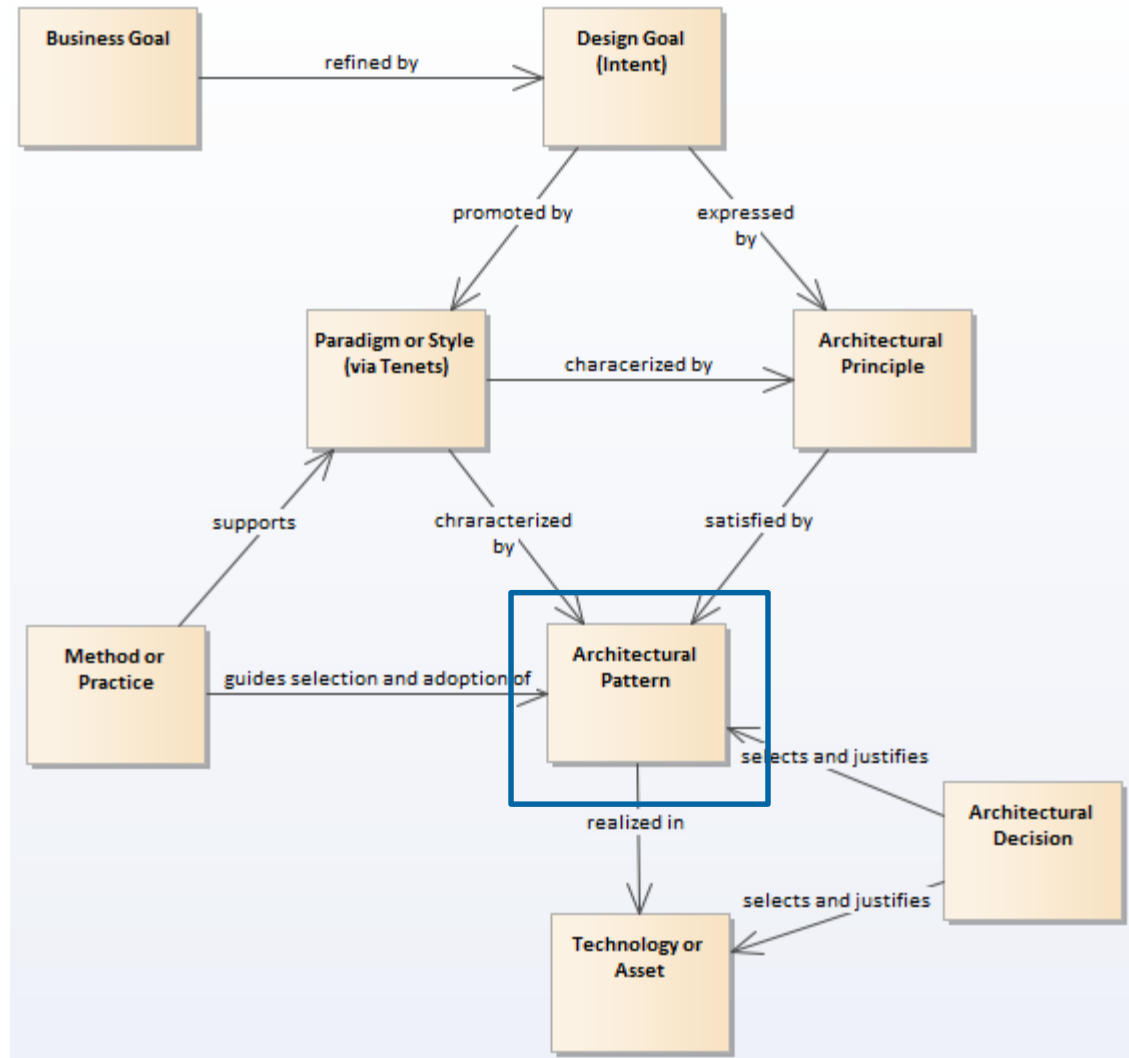 Business Goal
Design Goal
(Intent)
refined by
promoted by
expressed
by
Paradigm or Style
(via Tenets)
characerized by
Architectural
Principle
supports
chraracterized
by
satisfied by
Method or
Practice
guides selection and adoption of
Architectural
Pattern
selects and justifies
realized in
Architectural
Decision
selects and justifies
Technology or
Asset